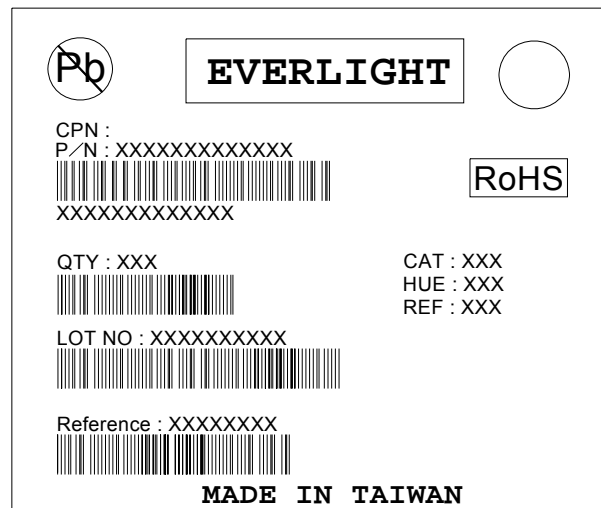 Pb
EVERLIGHT
CPN :
P/N : XXXXXXXXXXXXX
RoHS
XXXXXXXXXXXXX
QTY : XXX
CAT : XXX
HUE : XXX
REF : XXX
LOT NO : XXXXXXXXXX
Reference : XXXXXXXX
MADE IN TAIWAN